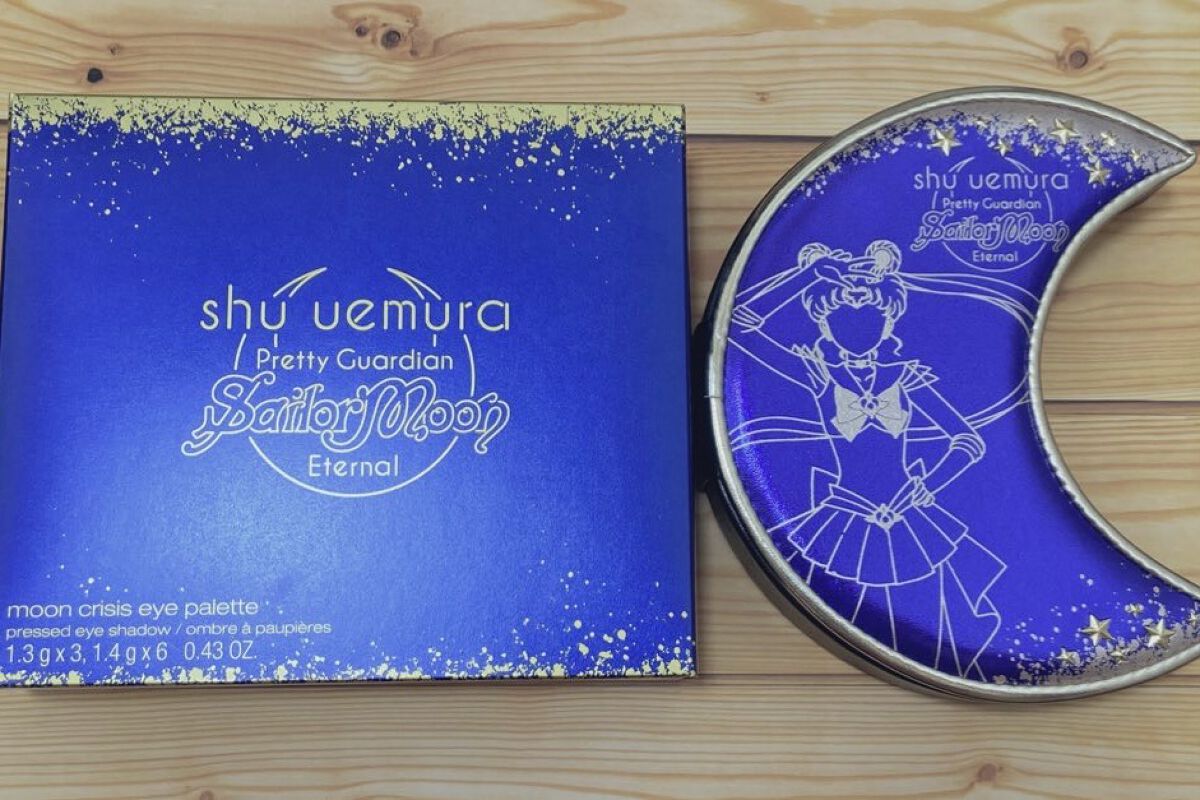 shu uemura
Pretty Guardian
Sailor Moon
Eternal
moon crisis eye palette
pressed eye shadow / ombre à paupières
1.3 g x 3, 1.4 g x 6 0.43 OZ.
shu uemura
Pretty Guardian
Sailor Moon
Eternal